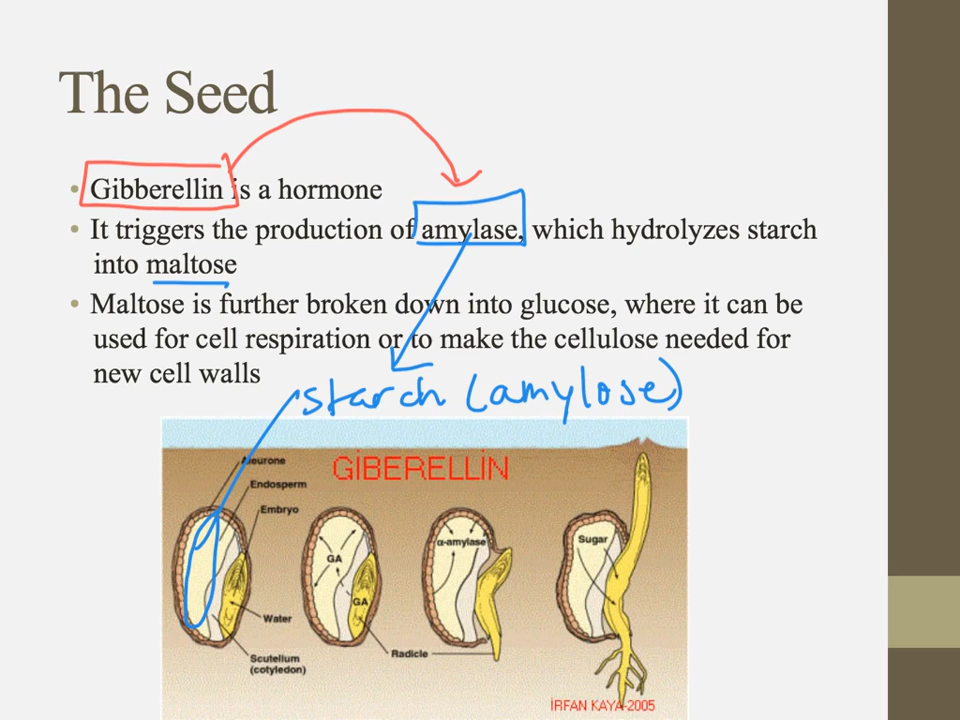 The Seed
• Gibberellin is a hormone
• It triggers the production of amylase, which hydrolyzes starch
into maltose
• Maltose is further broken down into glucose, where it can be
used for cell respiration or to make the cellulose needed for
new cell walls
starch (amylose)
GİBERELLİN
Aleurone
Endosperm
Embryo
Water
Scutellum
(cotyledon)
GA
GA
Radicle
α-amylase
Sugar
İRFAN KAYA-2005